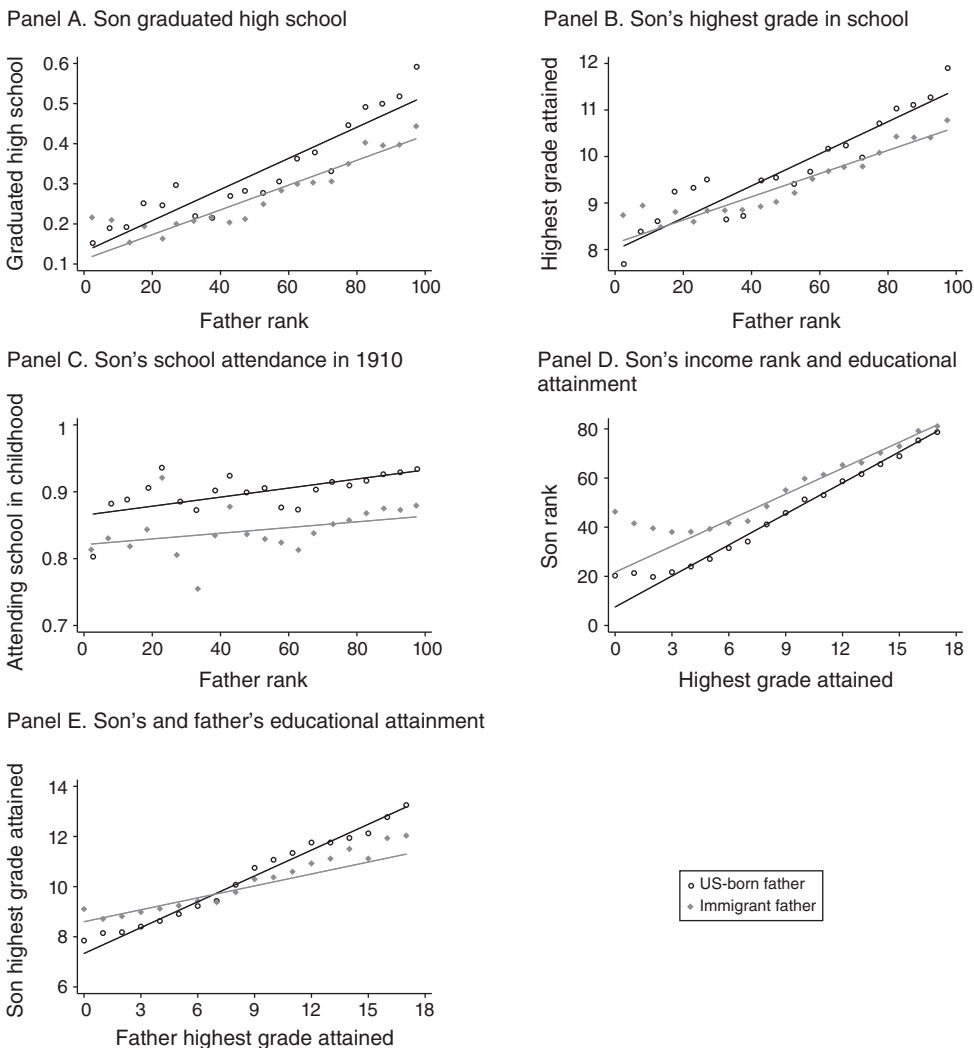 Panel A. Son graduated high school
Graduated high school
0.6
0.5
0.4
0.3
0.2
0.1
0 20 40 60 80 100
Father rank
Panel B. Son's highest grade in school
Highest grade attained
12
11
10
9
8
0 20 40 60 80 100
Father rank
Panel C. Son's school attendance in 1910
Attending school in childhood
1
0.9
0.8
0.7
0 20 40 60 80 100
Father rank
Panel D. Son's income rank and educational
attainment
Son rank
80
60
40
20
0
0 3 6 9 12 15 18
Highest grade attained
Panel E. Son's and father's educational attainment
Son highest grade attained
14
12
10
8
6
0 3 6 9 12 15 18
Father highest grade attained
US-born father
Immigrant father